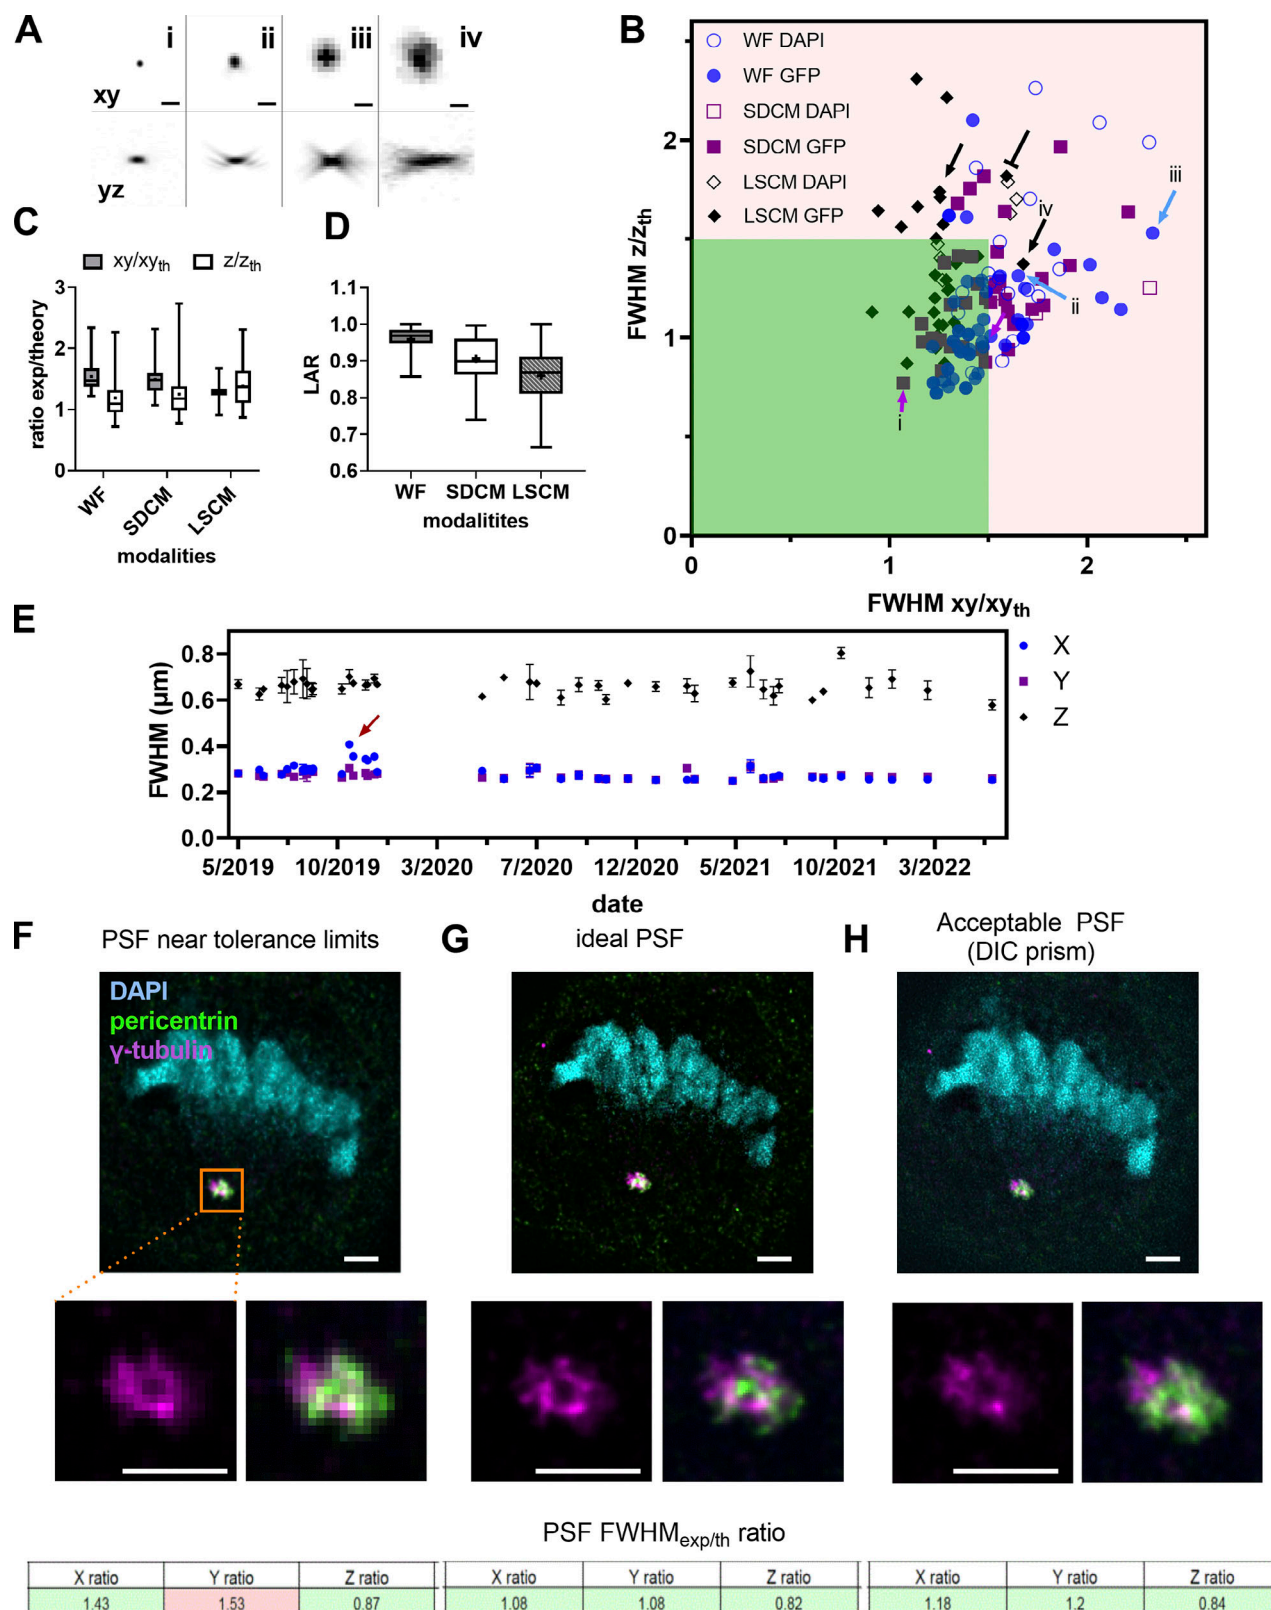 A
i
ii
iii
iv
xy
yz
B
WF DAPI
WF GFP
SDCM DAPI
SDCM GFP
LSCM DAPI
LSCM GFP
FWHM z/zth
2
1
0
0
1
2
FWHM xy/xyth
iii
iv
ii
i
C
xy/xyth
z/zth
ratio exp/theory
3
2
1
0
WF
SDCM
LSCM
modalities
D
LAR
1.1
1.0
0.9
0.8
0.7
0.6
WF
SDCM
LSCM
modalitites
E
FWHM (µm)
0.8
0.6
0.4
0.2
0.0
5/2019
10/2019
3/2020
7/2020
12/2020
5/2021
10/2021
3/2022
date
X
Y
Z
F
PSF near tolerance limits
DAPI
pericentrin
γ-tubulin
G
ideal PSF
H
Acceptable PSF
(DIC prism)
PSF FWHMexp/th ratio
X ratio Y ratio Z ratio
1.43 1.53 0.87
X ratio Y ratio Z ratio
1.08 1.08 0.82
X ratio Y ratio Z ratio
1.18 1.2 0.84